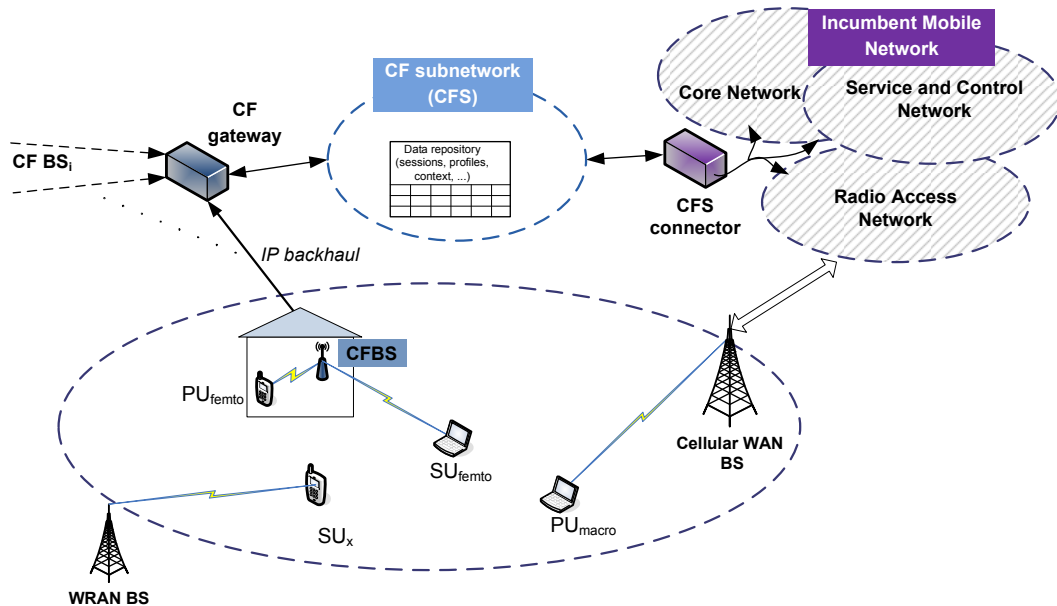 Incumbent Mobile
Network
CF subnetwork
(CFS)
CF
gateway
Core Network
Service and Control
Network
CF BSi
Data repository
(sessions, profiles,
context, ...)
CFS
connector
Radio Access
Network
IP backhaul
CFBS
PUfemto
Cellular WAN
BS
SUfemto
PUmacro
SUx
WRAN BS